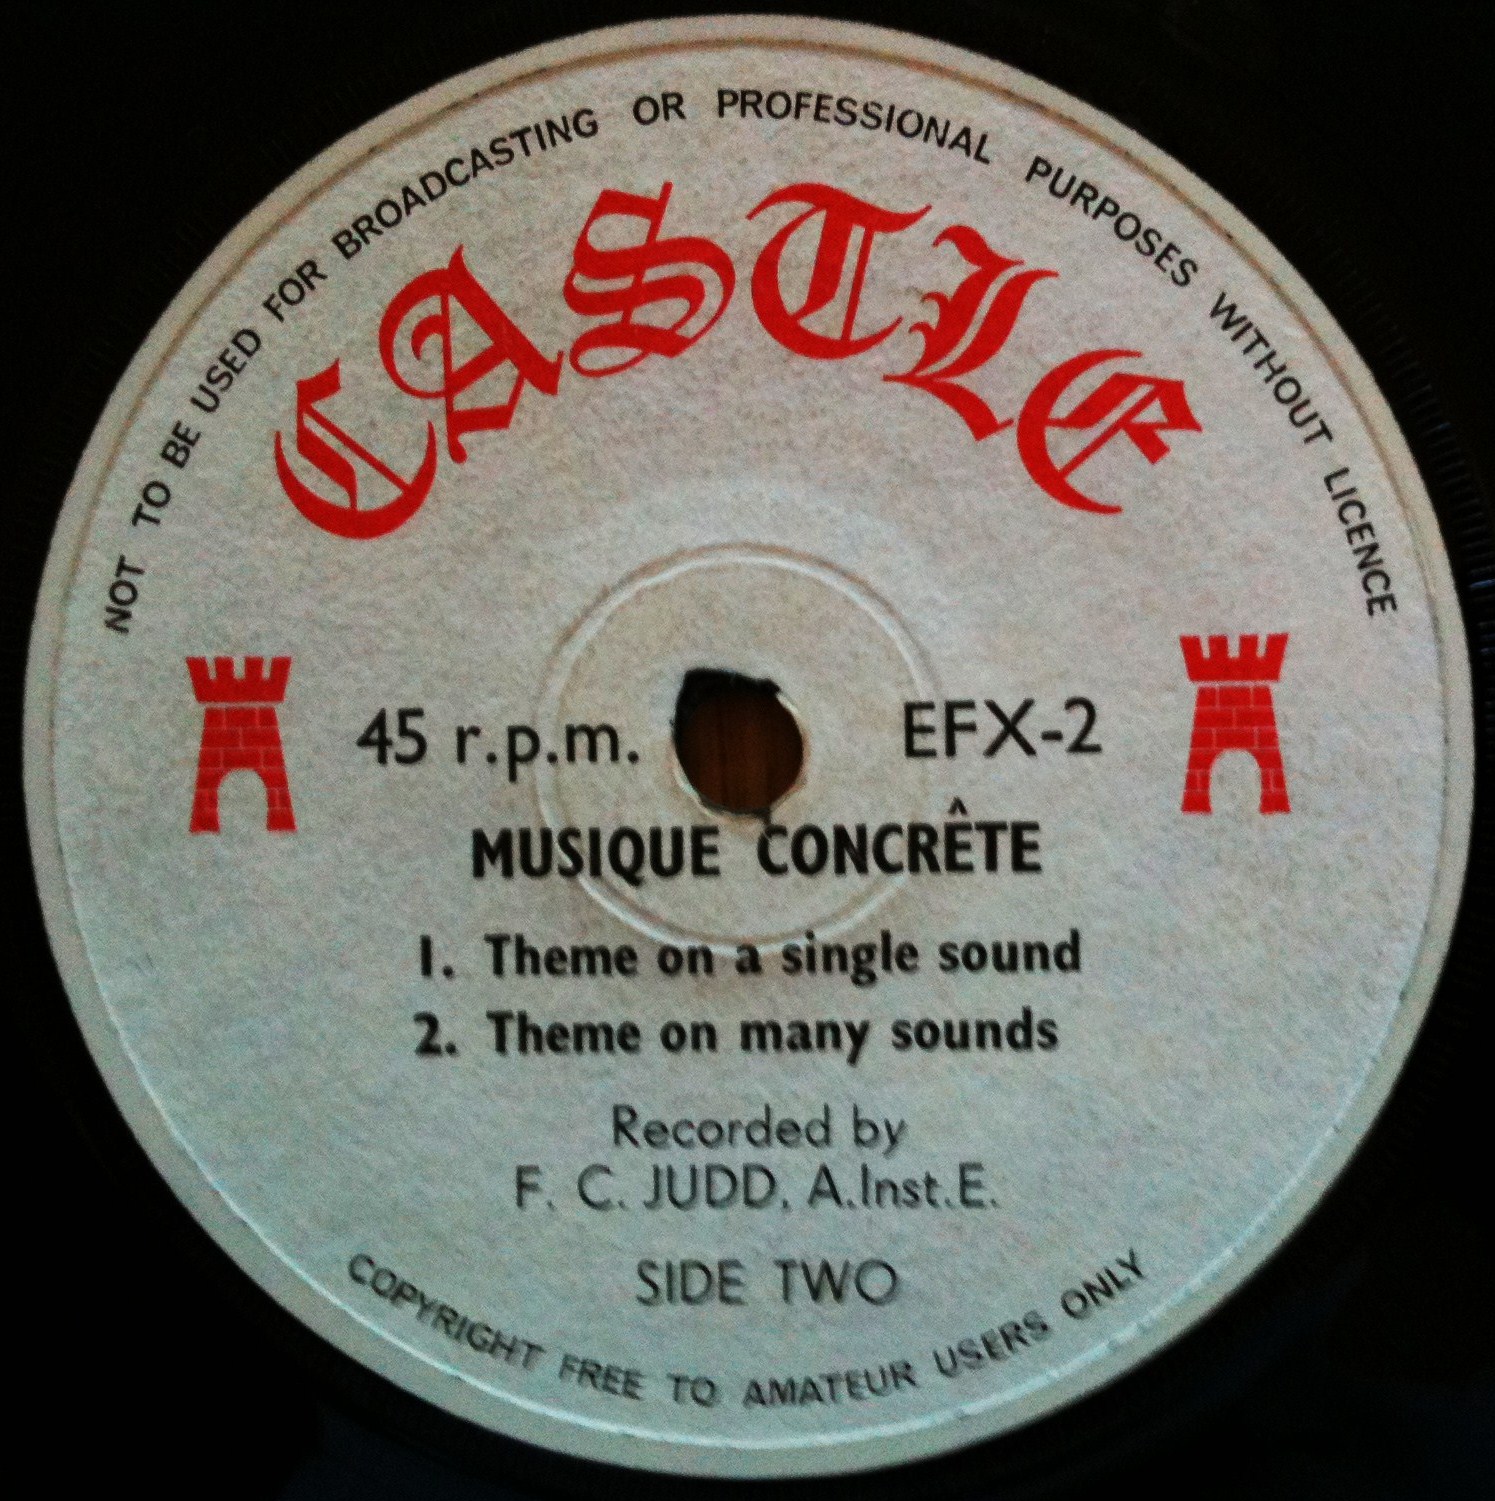 NOT TO BE USED FOR BROADCASTING OR PROFESSIONAL PURPOSES WITHOUT LICENCE
CASTLE
45 r.p.m. EFX-2
MUSIQUE CONCRÊTE
1. Theme on a single sound
2. Theme on many sounds
Recorded by
F. C. JUDD, A.Inst.E.
SIDE TWO
COPYRIGHT FREE TO AMATEUR USERS ONLY